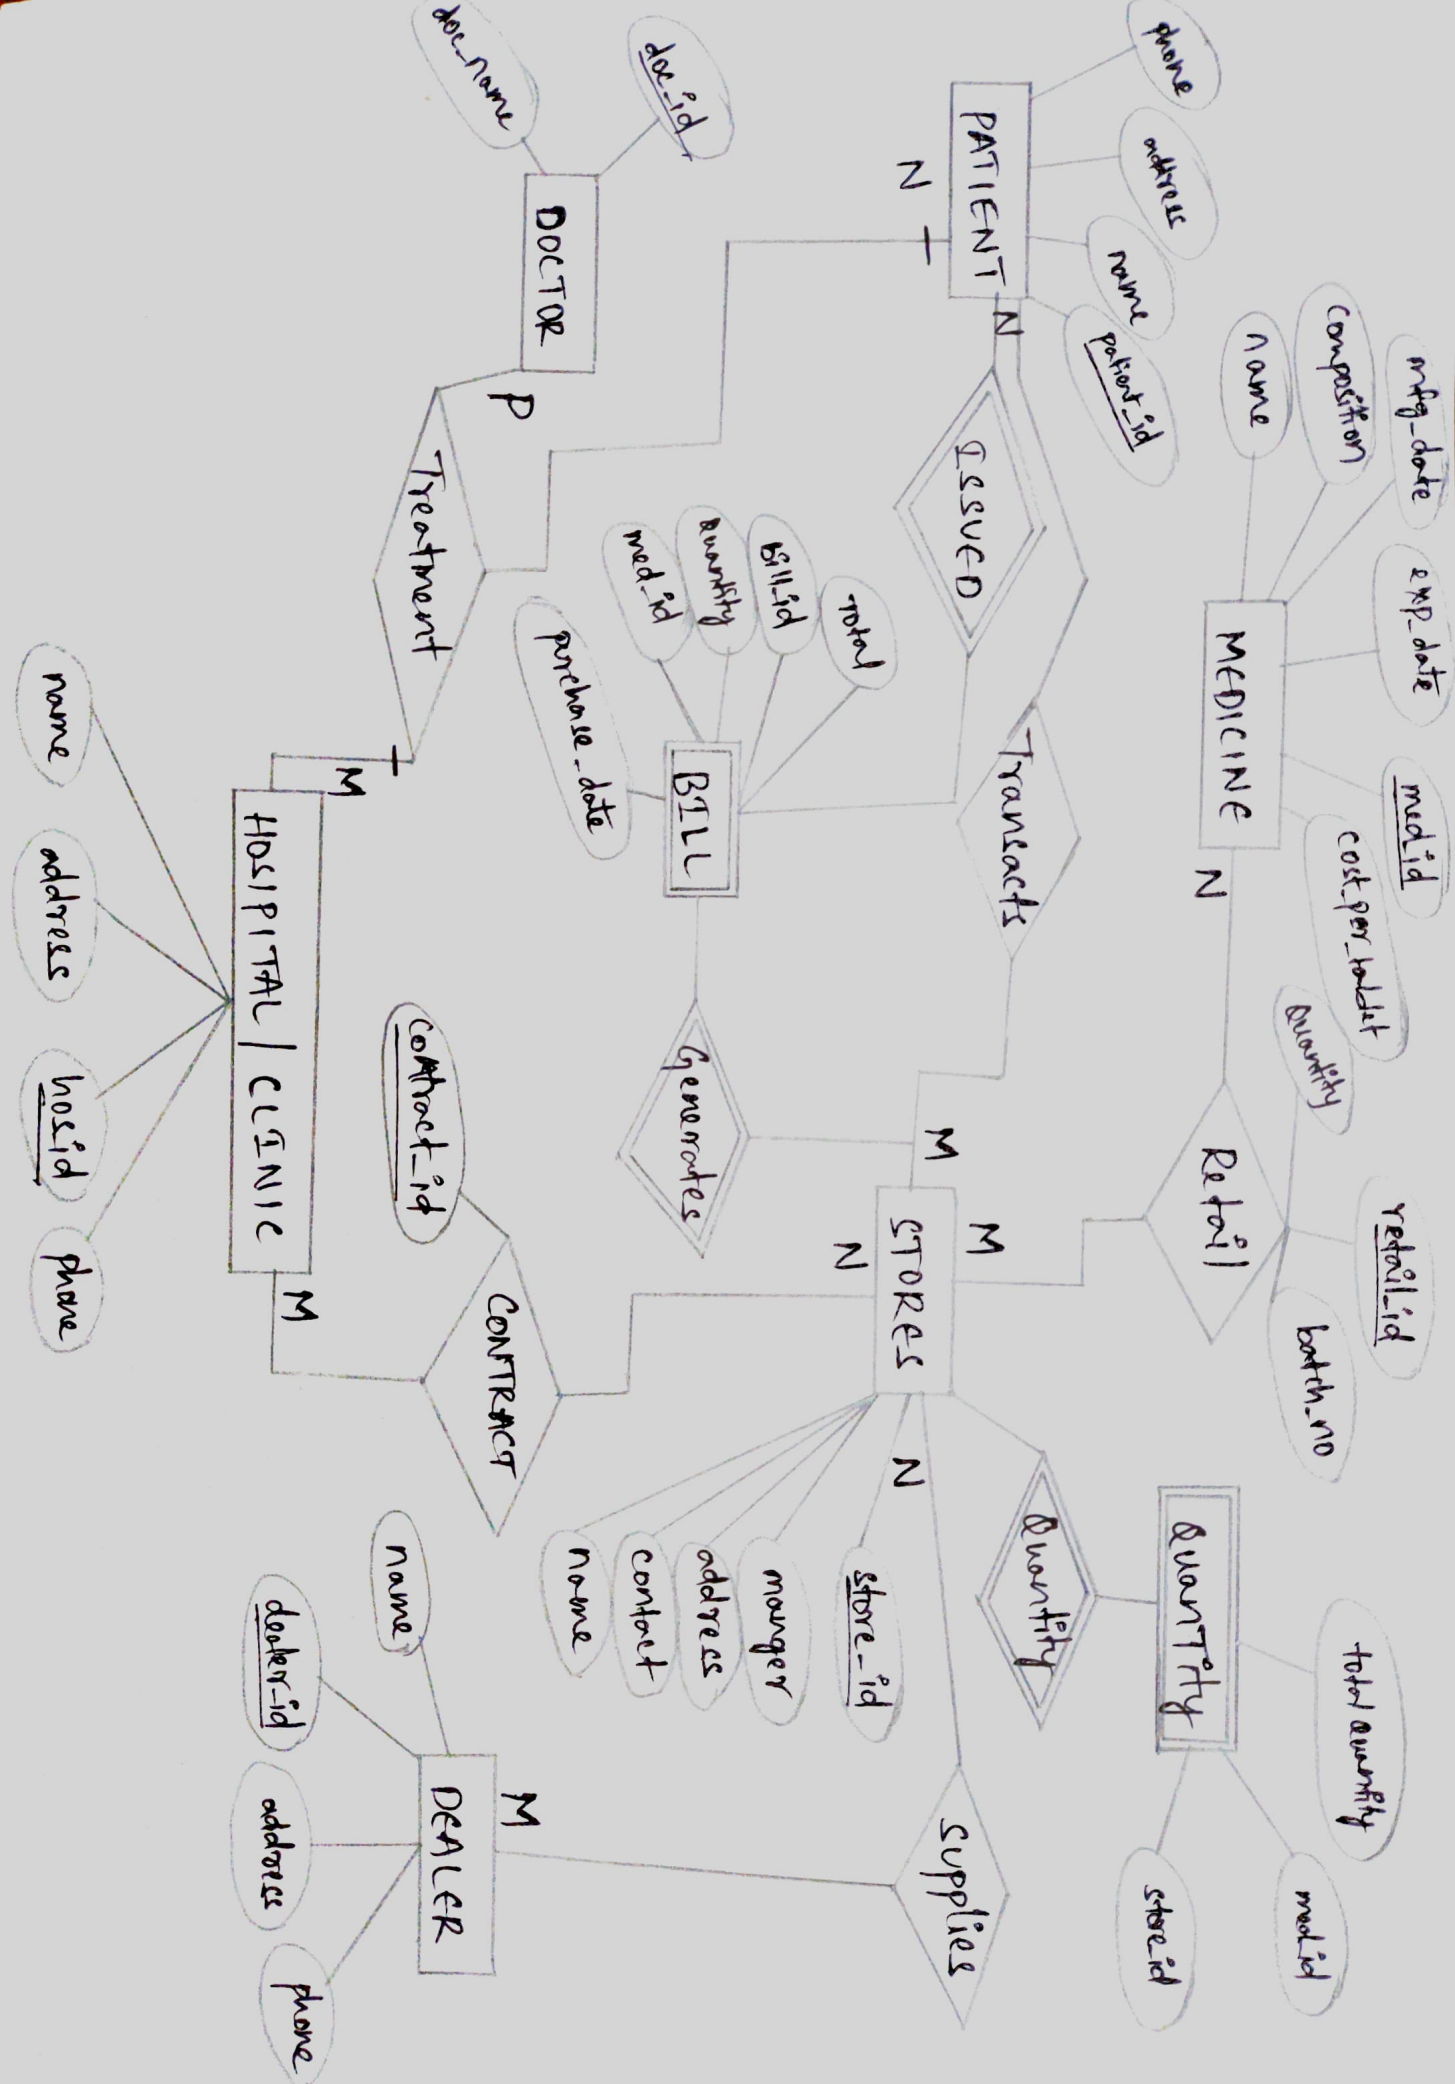 mfg_date
exp_date
med_id
retail_id
total quantity
composition
cost_per_tablet
batch_no
med_id
name
quantity
phone
address
name
patient_id
MEDICINE
N
Retail
QUANTITY
store_id
PATIENT
N
N
ISSUED
Transacts
M
M
Quantity
Supplies
STORES
N
N
store_id
total
bill_id
quantity
med_id
purchase_date
BILL
Generates
manger
address
contact
name
doc_id
doc_name
DOCTOR
P
Treatment
CONTRACT
contract_id
M
DEALER
name
dealer_id
address
phone
M
HOSIPITAL / CLINIC
M
name
address
hos_id
phone